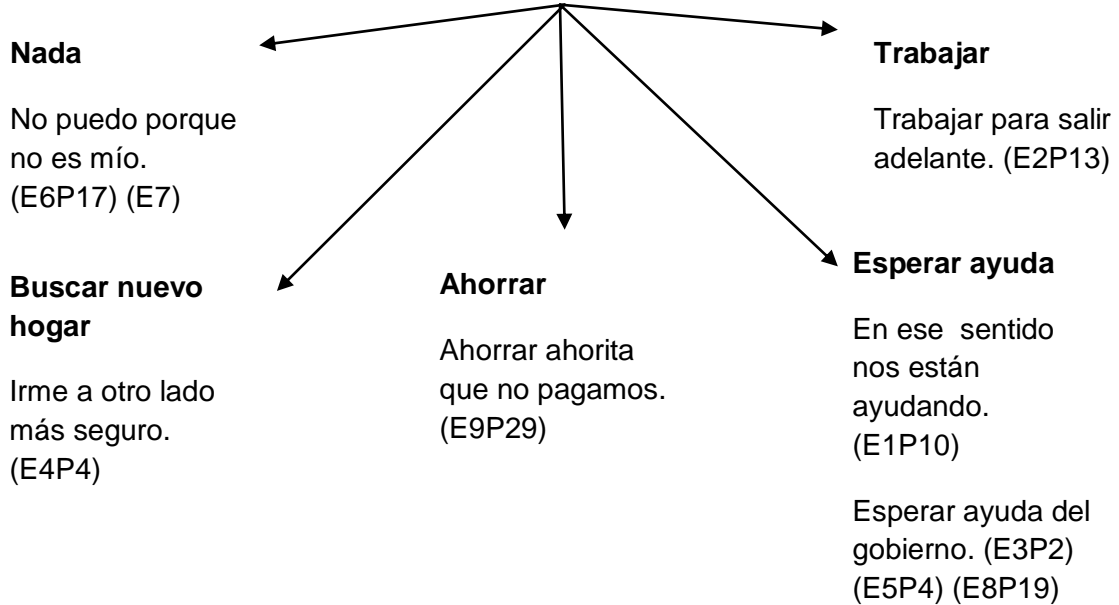 Nada
No puedo porque
no es mío.
(E6P17) (E7)
Buscar nuevo
hogar
Irme a otro lado
más seguro.
(E4P4)
Ahorrar
Ahorrar ahorita
que no pagamos.
(E9P29)
Trabajar
Trabajar para salir
adelante. (E2P13)
Esperar ayuda
En ese sentido
nos están
ayudando.
(E1P10)
Esperar ayuda del
gobierno. (E3P2)
(E5P4) (E8P19)